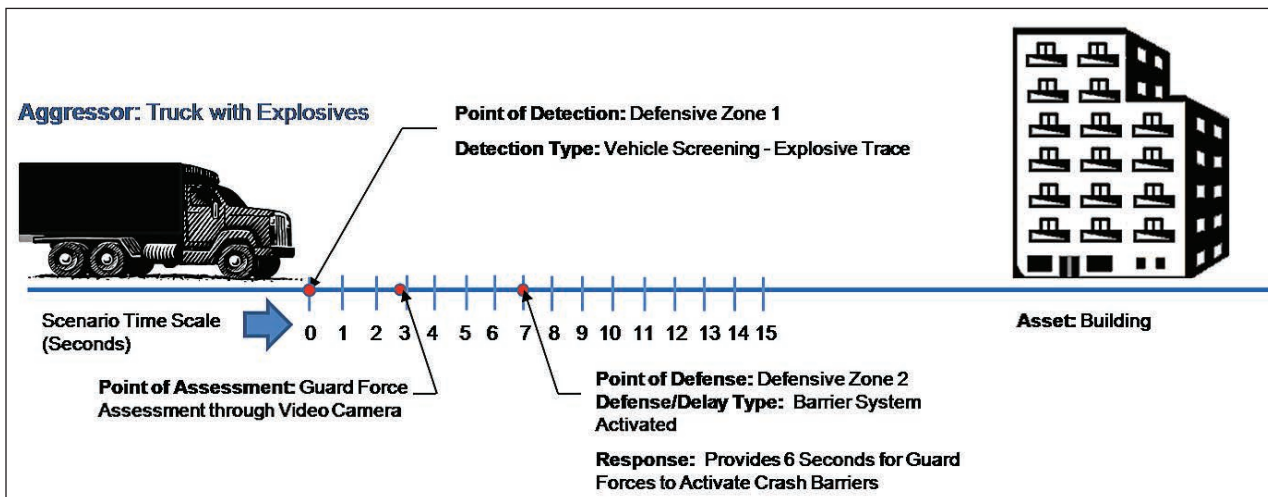 Aggressor: Truck with Explosives
Point of Detection: Defensive Zone 1
Detection Type: Vehicle Screening - Explosive Trace
Scenario Time Scale
(Seconds)
0 1 2 3 4 5 6 7 8 9 10 11 12 13 14 15
Asset: Building
Point of Assessment: Guard Force
Assessment through Video Camera
Point of Defense: Defensive Zone 2
Defense/Delay Type: Barrier System
Activated
Response: Provides 6 Seconds for Guard
Forces to Activate Crash Barriers